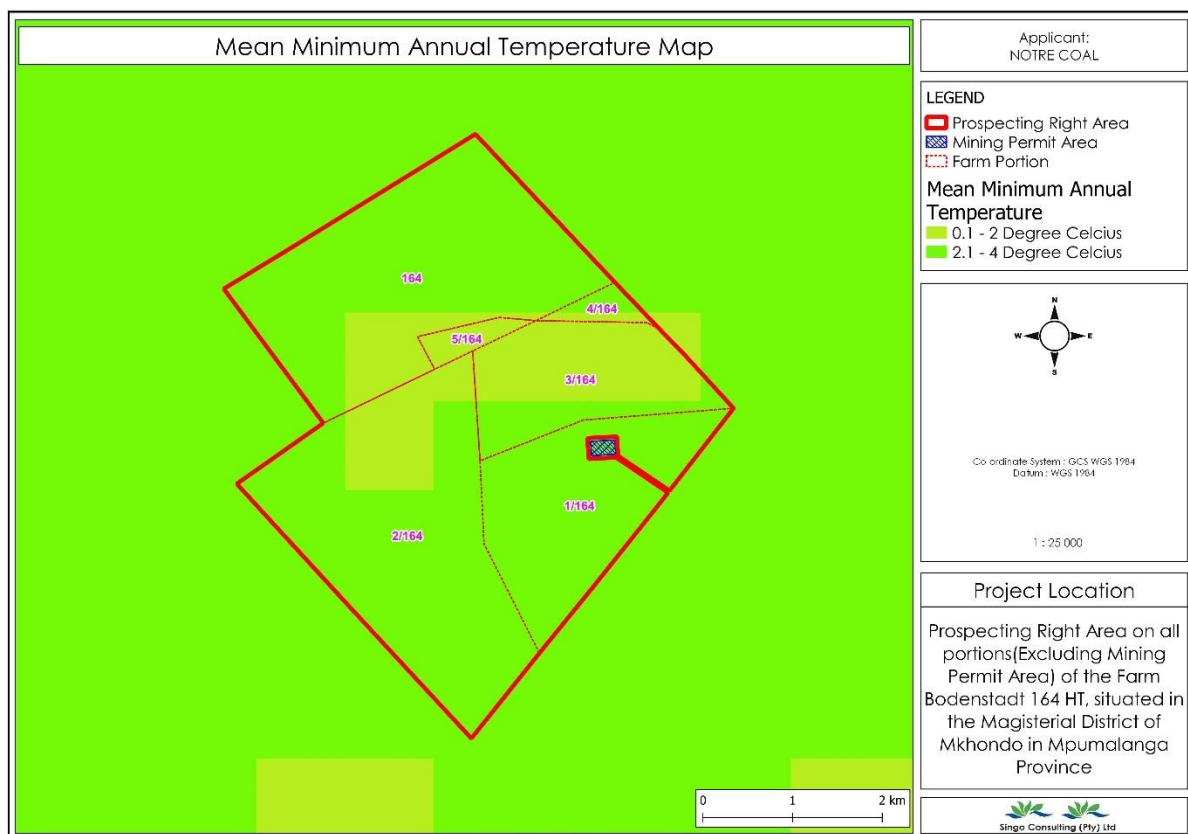 Mean Minimum Annual Temperature Map
164
4/164
5/164
3/164
1/164
2/164
0
1
2 km
Applicant:
NOTRE COAL
LEGEND
Prospecting Right Area
Mining Permit Area
Farm Portion
Mean Minimum Annual
Temperature
0.1 - 2 Degree Celcius
2.1 - 4 Degree Celcius
N
W
E
S
Co ordinate System : GCS WGS 1984
Datum : WGS 1984
1 : 25 000
Project Location
Prospecting Right Area on all
portions(Excluding Mining
Permit Area) of the Farm
Bodenstadt 164 HT, situated in
the Magisterial District of
Mkhondo in Mpumalanga
Province
Singo Consulting (Pty) Ltd